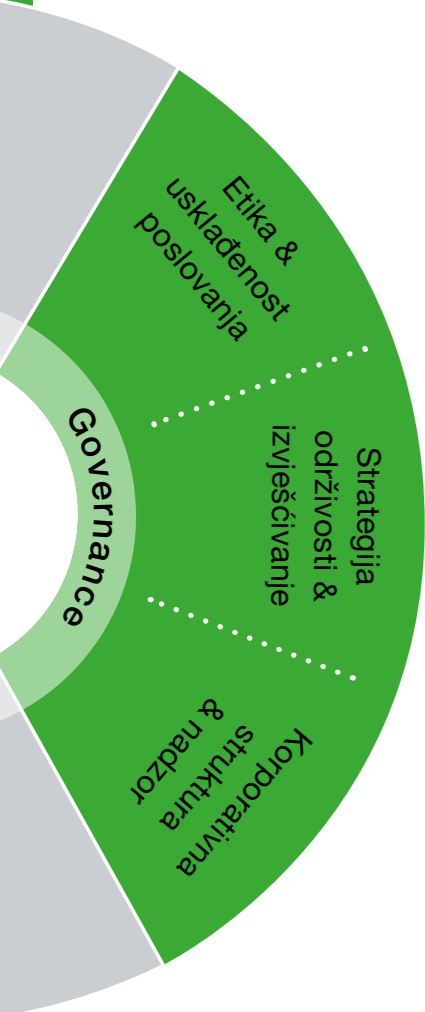 Etika &
usklađenost
poslovanja
Strategija
održivosti &
izvješćivanje
Korporativna
struktura
& nadzor
Governance